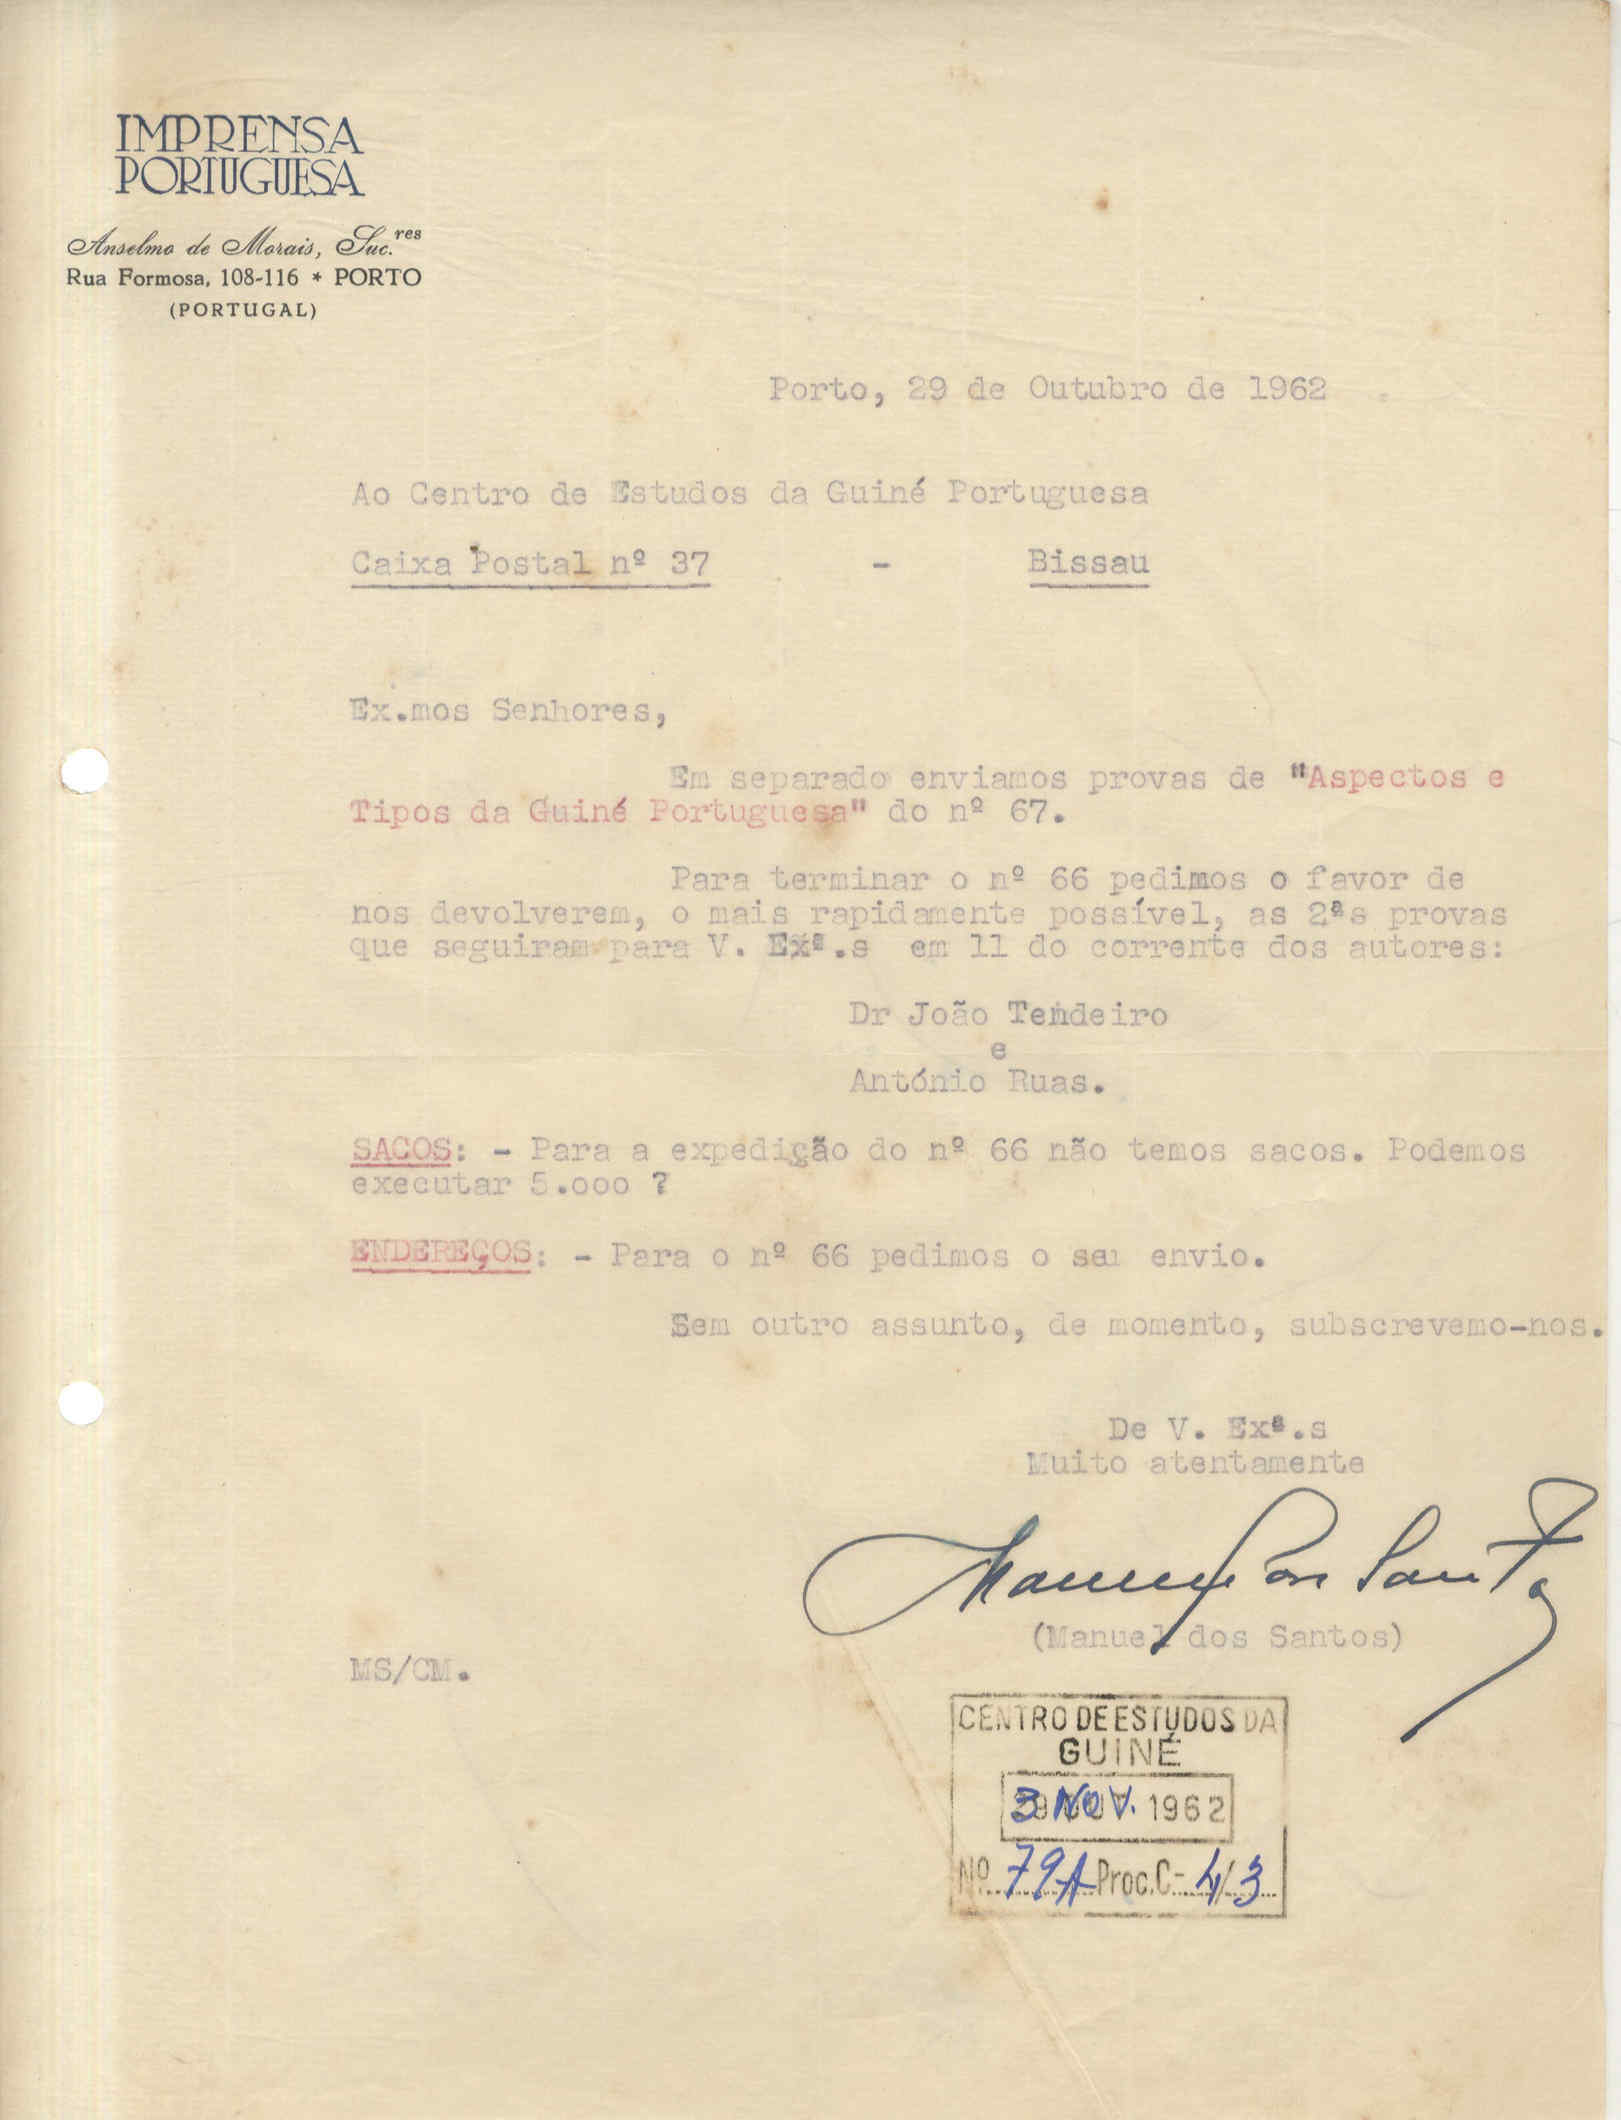 IMPRENSA
PORTUGUESA
Anselmo de Morais, Suc.res
Rua Formosa, 108-116 * PORTO
(PORTUGAL)
Porto, 29 de Outubro de 1962
Ao Centro de Estudos da Guiné Portuguesa
Caixa Postal nº 37 - Bissau
Ex.mos Senhores,
Em separado enviamos provas de "Aspectos e
Tipos da Guiné Portuguesa" do nº 67.
Para terminar o nº 66 pedimos o favor de
nos devolverem, o mais rapidamente possível, as 2ªs provas
que seguiram para V. Exª.s em 11 do corrente dos autores:
Dr João Tendeiro
e
António Ruas.
SACOS: - Para a expedição do nº 66 não temos sacos. Podemos
executar 5.000 ?
ENDEREÇOS: - Para o nº 66 pedimos o seu envio.
Sem outro assunto, de momento, subscrevemo-nos.
De V. Exª.s
Muito atentamente
Manuel dos Santos
(Manuel dos Santos)
MS/CM.
CENTRO DE ESTUDOS DA
GUINÉ
3 NOV. 1962
Nº 79A Proc. C- 4/3